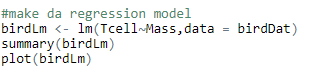 #make da regression model
birdLm <- lm(Tcell~Mass,data = birdDat)
summary(birdLm)
plot(birdLm)